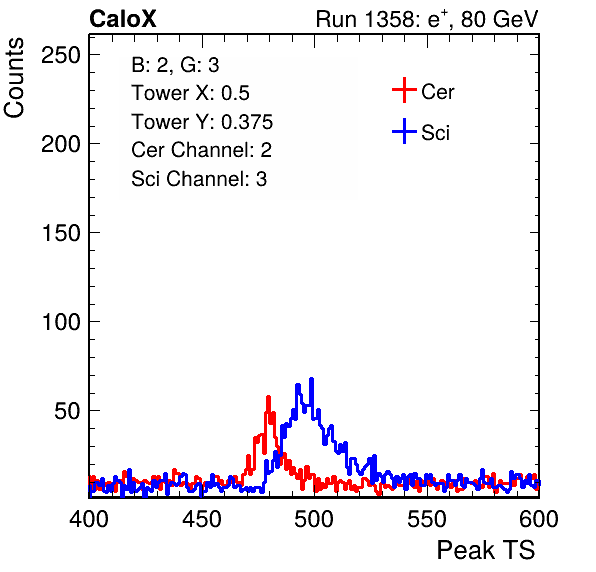 CaloX Run 1358: e⁺, 80 GeV
Counts
B: 2, G: 3
Tower X: 0.5
Tower Y: 0.375
Cer Channel: 2
Sci Channel: 3
Cer
Sci
250
200
150
100
50
400 450 500 550 600
Peak TS